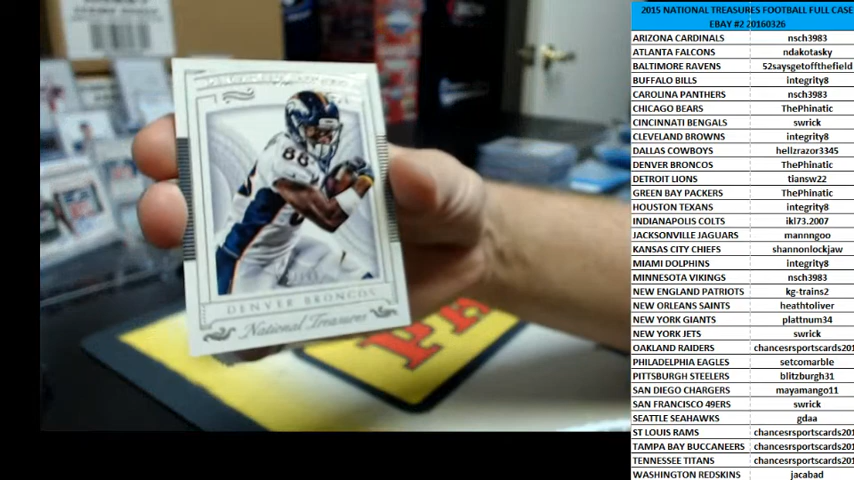 88
DENVER BRONCOS
National Treasures
2015 NATIONAL TREASURES FOOTBALL FULL CASE
EBAY #2 20160326
ARIZONA CARDINALS nsch3983
ATLANTA FALCONS ndakotasky
BALTIMORE RAVENS 52saysgetoffthefield
BUFFALO BILLS integrity8
CAROLINA PANTHERS nsch3983
CHICAGO BEARS ThePhinatic
CINCINNATI BENGALS swrick
CLEVELAND BROWNS integrity8
DALLAS COWBOYS hellzrazor3345
DENVER BRONCOS ThePhinatic
DETROIT LIONS tiansw22
GREEN BAY PACKERS ThePhinatic
HOUSTON TEXANS integrity8
INDIANAPOLIS COLTS ikl73.2007
JACKSONVILLE JAGUARS mannngoo
KANSAS CITY CHIEFS shannonlockjaw
MIAMI DOLPHINS integrity8
MINNESOTA VIKINGS nsch3983
NEW ENGLAND PATRIOTS kg-trains2
NEW ORLEANS SAINTS heathtoliver
NEW YORK GIANTS plattnum34
NEW YORK JETS swrick
OAKLAND RAIDERS chancesrsportscards201
PHILADELPHIA EAGLES setcomarble
PITTSBURGH STEELERS blitzburgh31
SAN DIEGO CHARGERS mayamango11
SAN FRANCISCO 49ERS swrick
SEATTLE SEAHAWKS gdaa
ST LOUIS RAMS chancesrsportscards201
TAMPA BAY BUCCANEERS chancesrsportscards201
TENNESSEE TITANS chancesrsportscards201
WASHINGTON REDSKINS jacabad